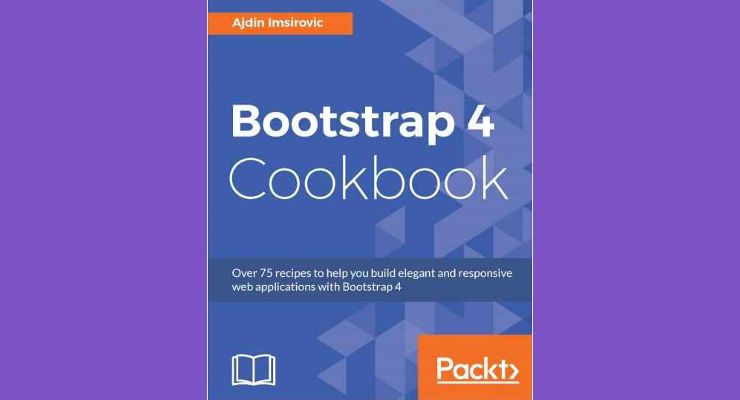 Ajdin Imsirovic
Bootstrap 4
Cookbook
Over 75 recipes to help you build elegant and responsive
web applications with Bootstrap 4
Packt>